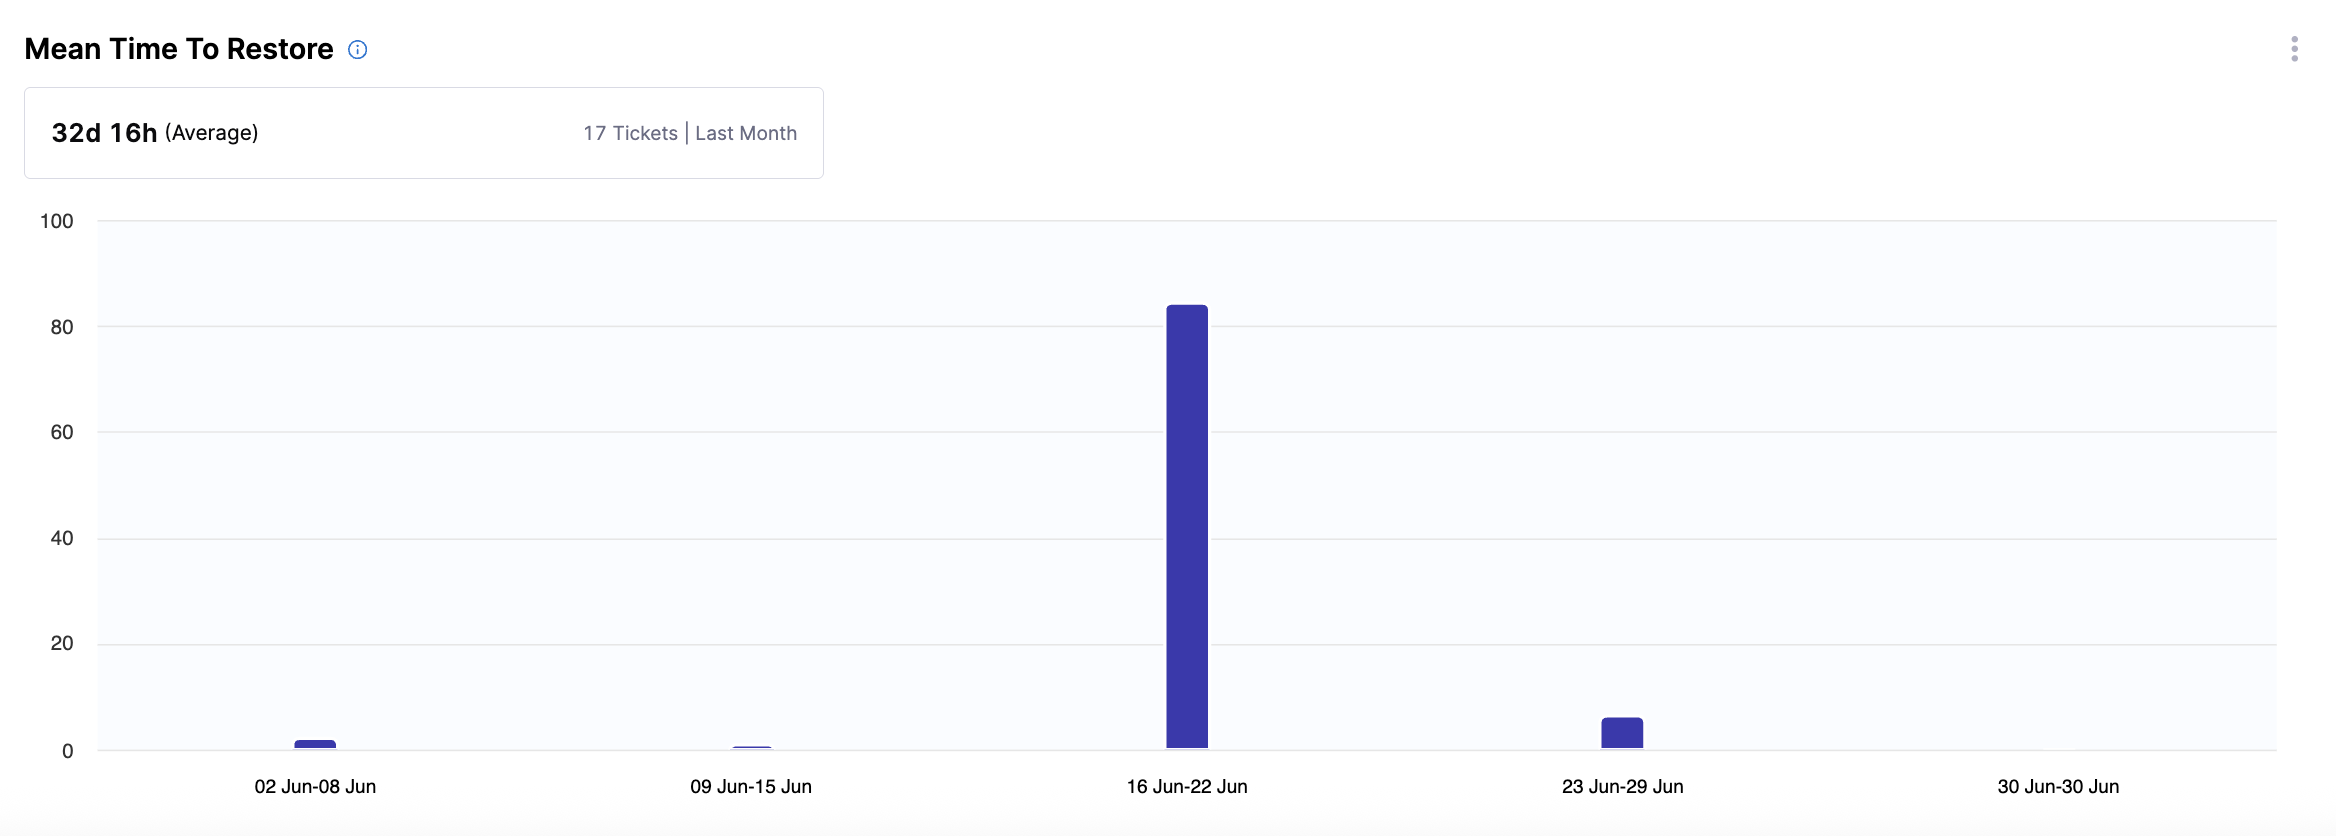 Mean Time To Restore
32d 16h (Average) 17 Tickets | Last Month
100
80
60
40
20
0
02 Jun-08 Jun 09 Jun-15 Jun 16 Jun-22 Jun 23 Jun-29 Jun 30 Jun-30 Jun